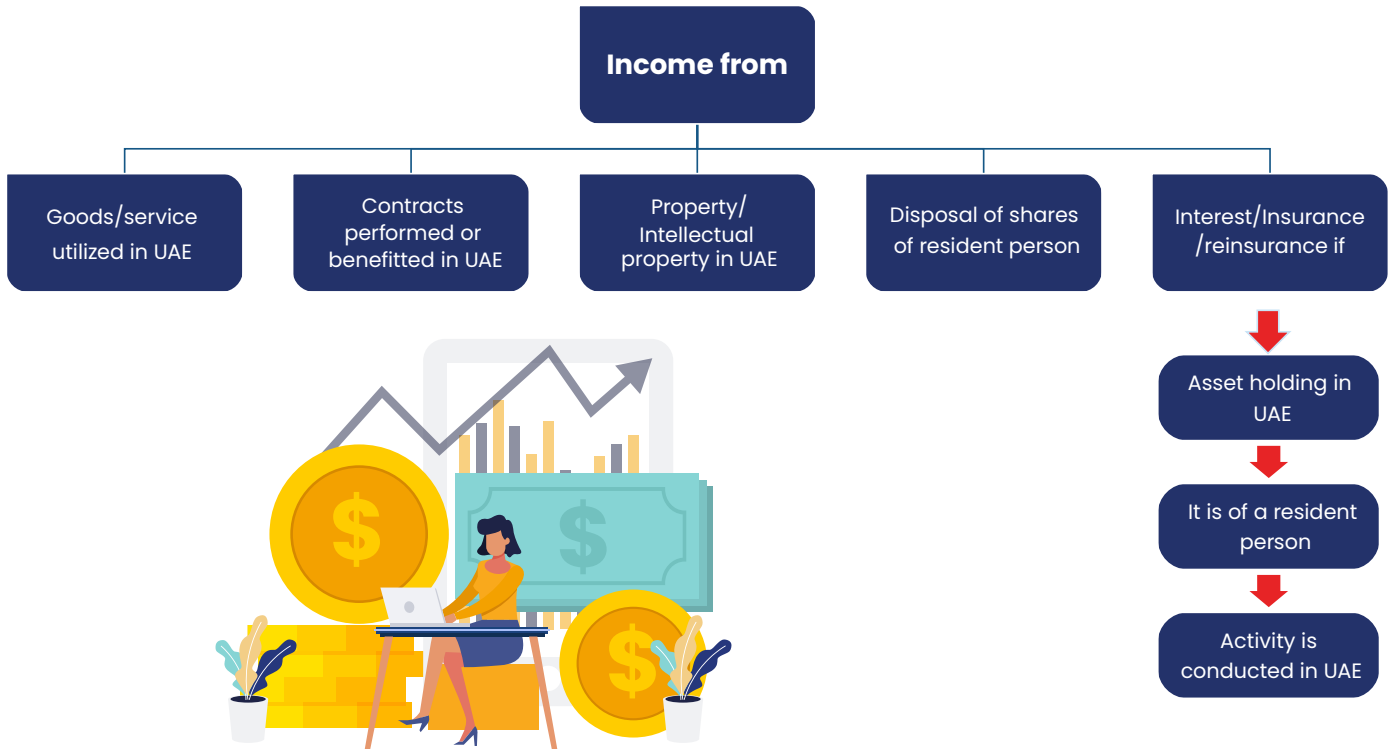 Income from
Goods/service
utilized in UAE
Contracts
performed or
benefitted in UAE
Property/
Intellectual
property in UAE
Disposal of shares
of resident person
Interest/Insurance
/reinsurance if
Asset holding in
UAE
It is of a resident
person
Activity is
conducted in UAE
$
$
$